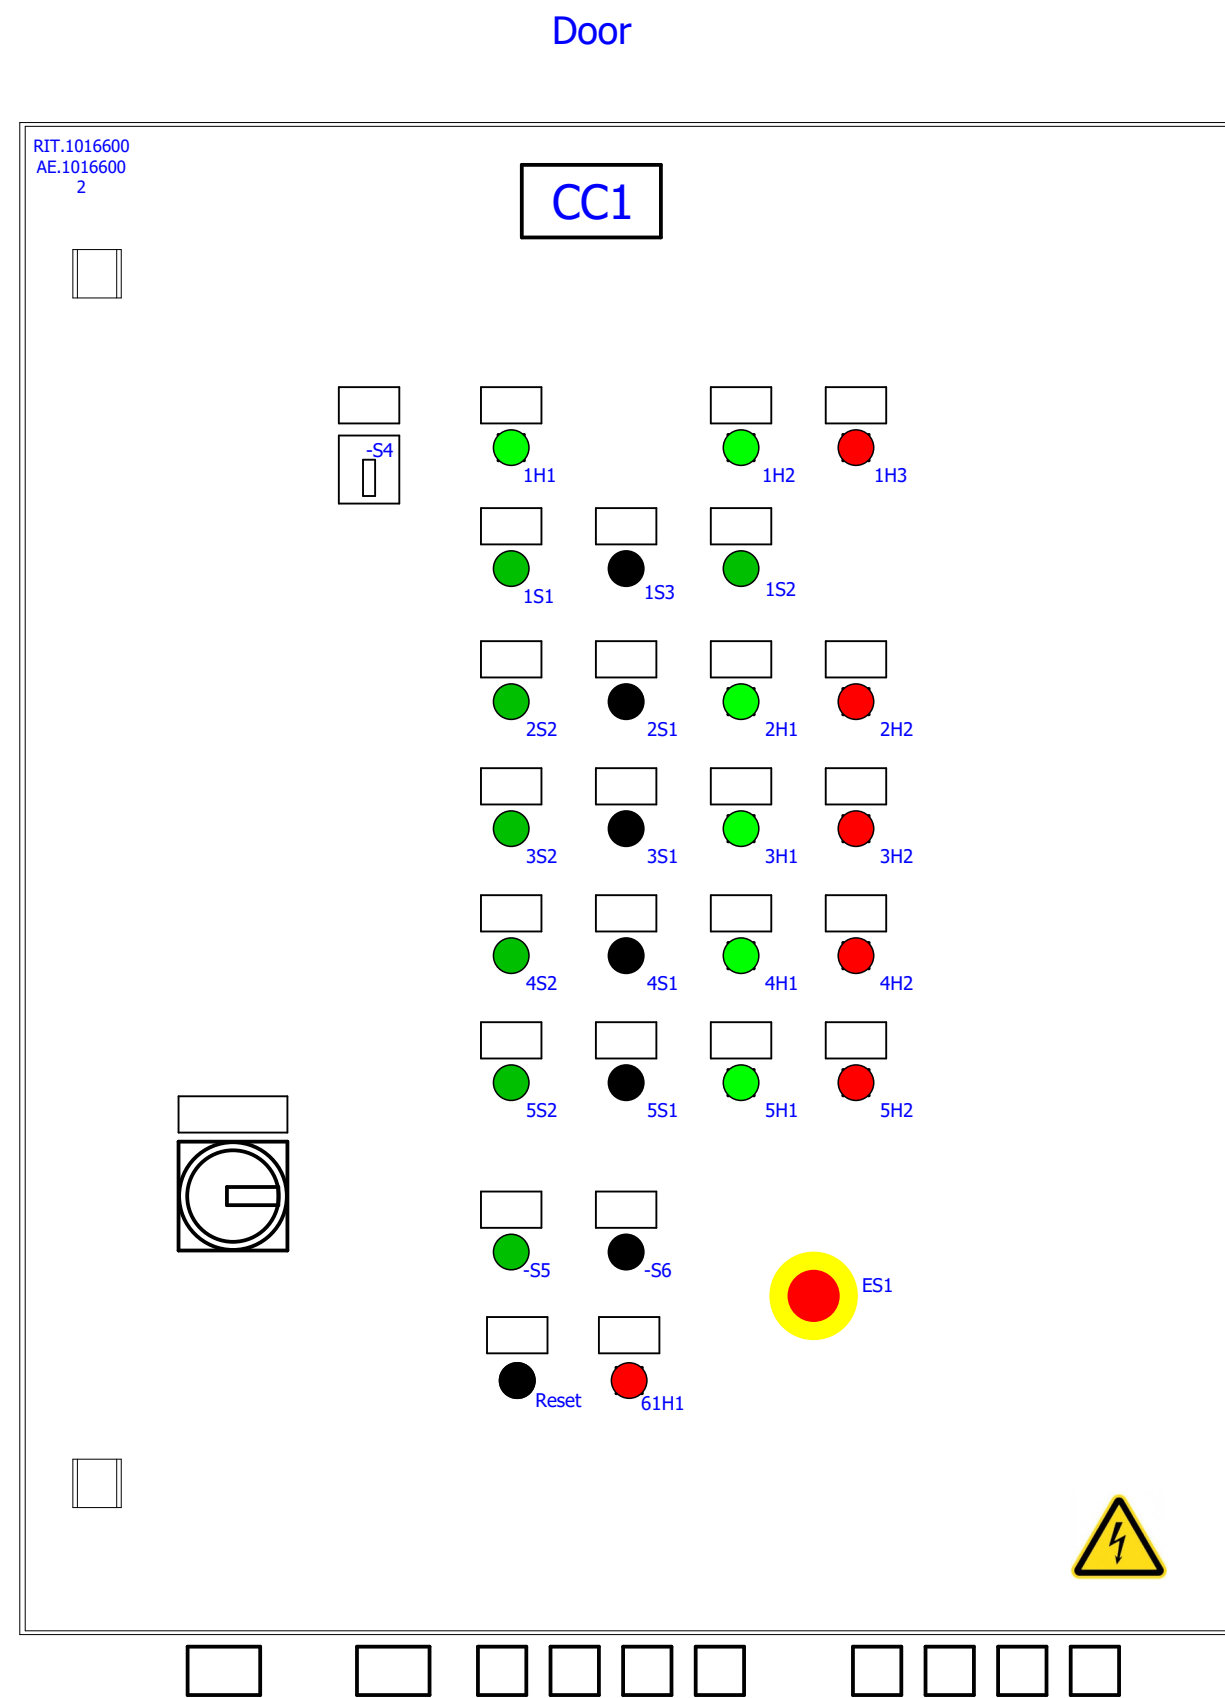 Door
RIT.1016600
AE.1016600
2
CC1
-S4
1H1
1H2
1H3
1S1
1S3
1S2
2S2
2S1
2H1
2H2
3S2
3S1
3H1
3H2
4S2
4S1
4H1
4H2
5S2
5S1
5H1
5H2
-S5
-S6
ES1
Reset
61H1